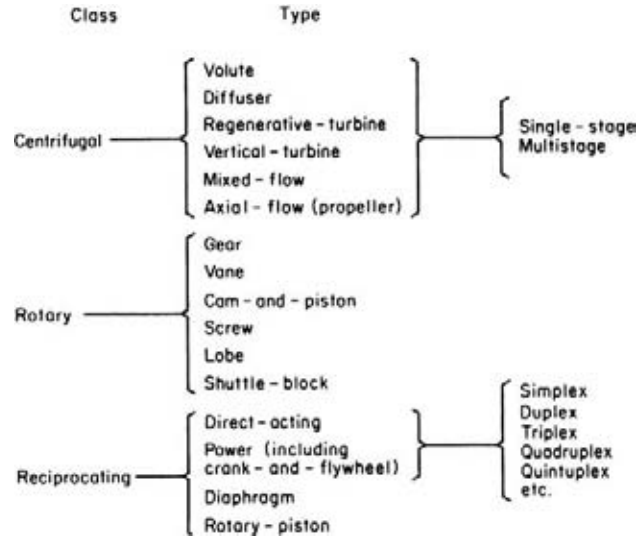 Class
Type
Centrifugal
Volute
Diffuser
Regenerative-turbine
Vertical-turbine
Mixed-flow
Axial-flow (propeller)
Single-stage
Multistage
Rotary
Gear
Vane
Cam-and-piston
Screw
Lobe
Shuttle-block
Reciprocating
Direct-acting
Power (including
crank-and-flywheel)
Diaphragm
Rotary-piston
Simplex
Duplex
Triplex
Quadruplex
Quintuplex
etc.